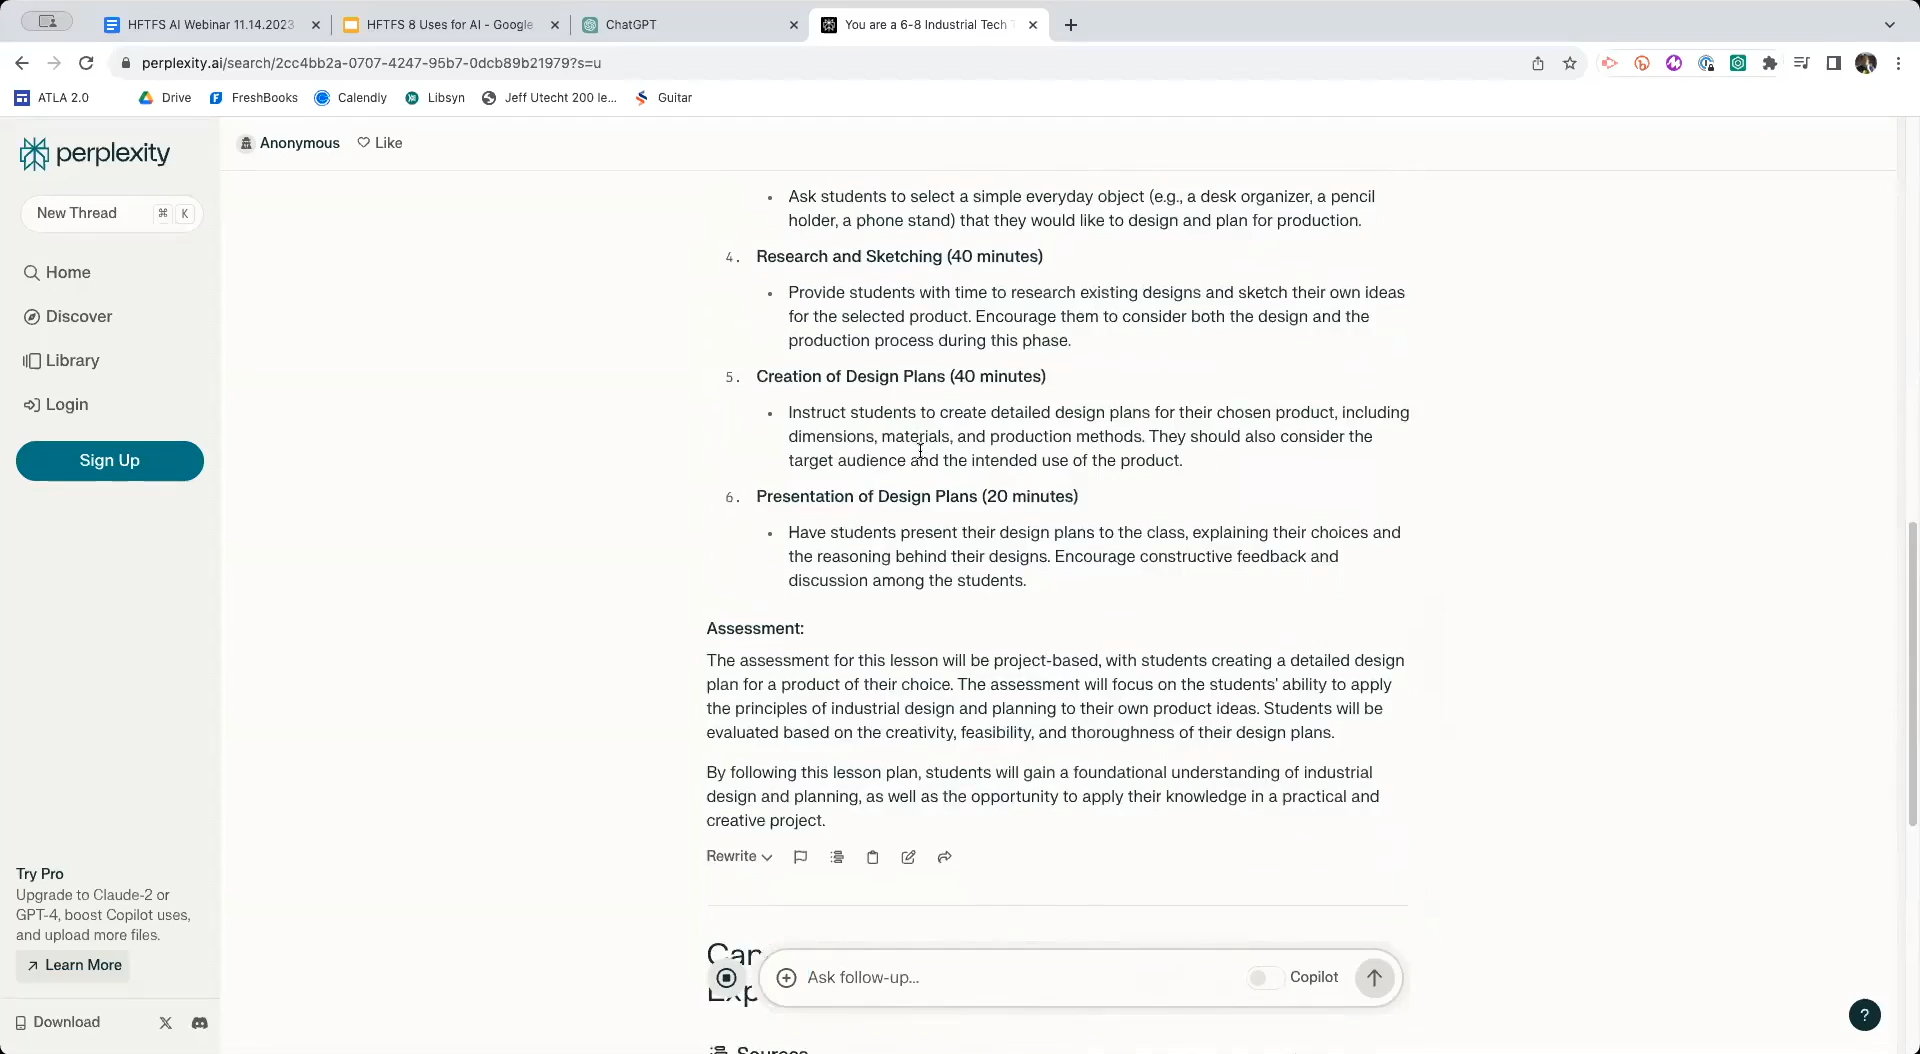 HFTFS AI Webinar 11.14.2023
HFTFS 8 Uses for AI - Google
ChatGPT
You are a 6-8 Industrial Tech
perplexity.ai/search/2cc4bb2a-0707-4247-95b7-0dcb89b21979?s=u
ATLA 2.0
Drive
FreshBooks
Calendly
Libsyn
Jeff Utecht 200 le...
Guitar
perplexity
New Thread
⌘ K
Home
Discover
Library
Login
Sign Up
Try Pro
Upgrade to Claude-2 or
GPT-4, boost Copilot uses,
and upload more files.
Learn More
Download
Anonymous Like
• Ask students to select a simple everyday object (e.g., a desk organizer, a pencil
holder, a phone stand) that they would like to design and plan for production.
4. Research and Sketching (40 minutes)
• Provide students with time to research existing designs and sketch their own ideas
for the selected product. Encourage them to consider both the design and the
production process during this phase.
5. Creation of Design Plans (40 minutes)
• Instruct students to create detailed design plans for their chosen product, including
dimensions, materials, and production methods. They should also consider the
target audience and the intended use of the product.
6. Presentation of Design Plans (20 minutes)
• Have students present their design plans to the class, explaining their choices and
the reasoning behind their designs. Encourage constructive feedback and
discussion among the students.
Assessment:
The assessment for this lesson will be project-based, with students creating a detailed design
plan for a product of their choice. The assessment will focus on the students' ability to apply
the principles of industrial design and planning to their own product ideas. Students will be
evaluated based on the creativity, feasibility, and thoroughness of their design plans.
By following this lesson plan, students will gain a foundational understanding of industrial
design and planning, as well as the opportunity to apply their knowledge in a practical and
creative project.
Rewrite
Can
Exp
Ask follow-up...
Copilot
Sources
?